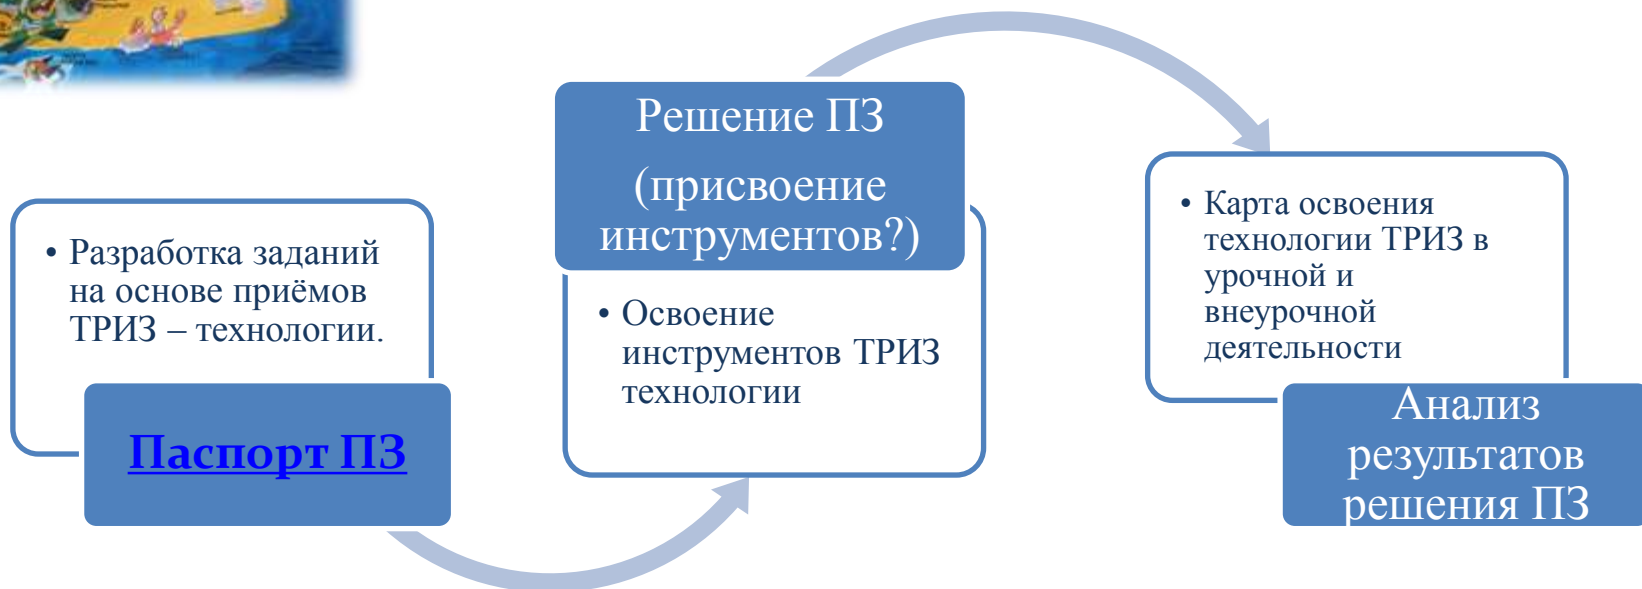 • Разработка заданий
на основе приёмов
ТРИЗ – технологии.
Паспорт ПЗ
Решение ПЗ
(присвоение
инструментов?)
• Освоение
инструментов ТРИЗ
технологии
• Карта освоения
технологии ТРИЗ в
урочной и
внеурочной
деятельности
Анализ
результатов
решения ПЗ